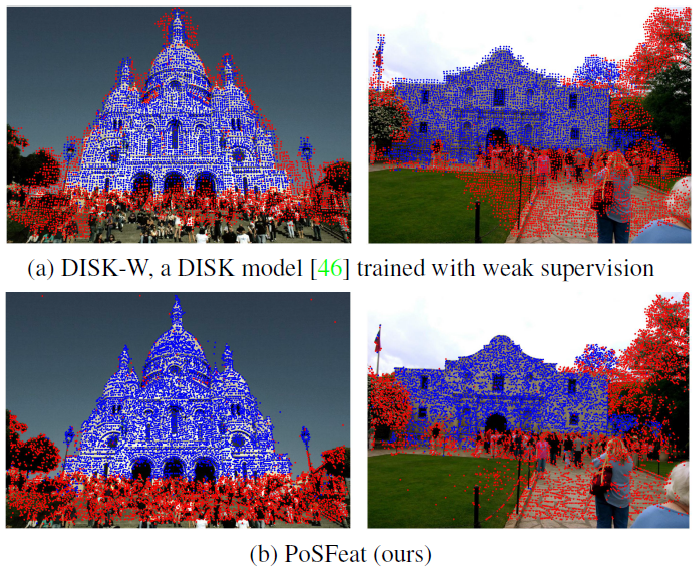 (a) DISK-W, a DISK model [46] trained with weak supervision
(b) PoSFeat (ours)